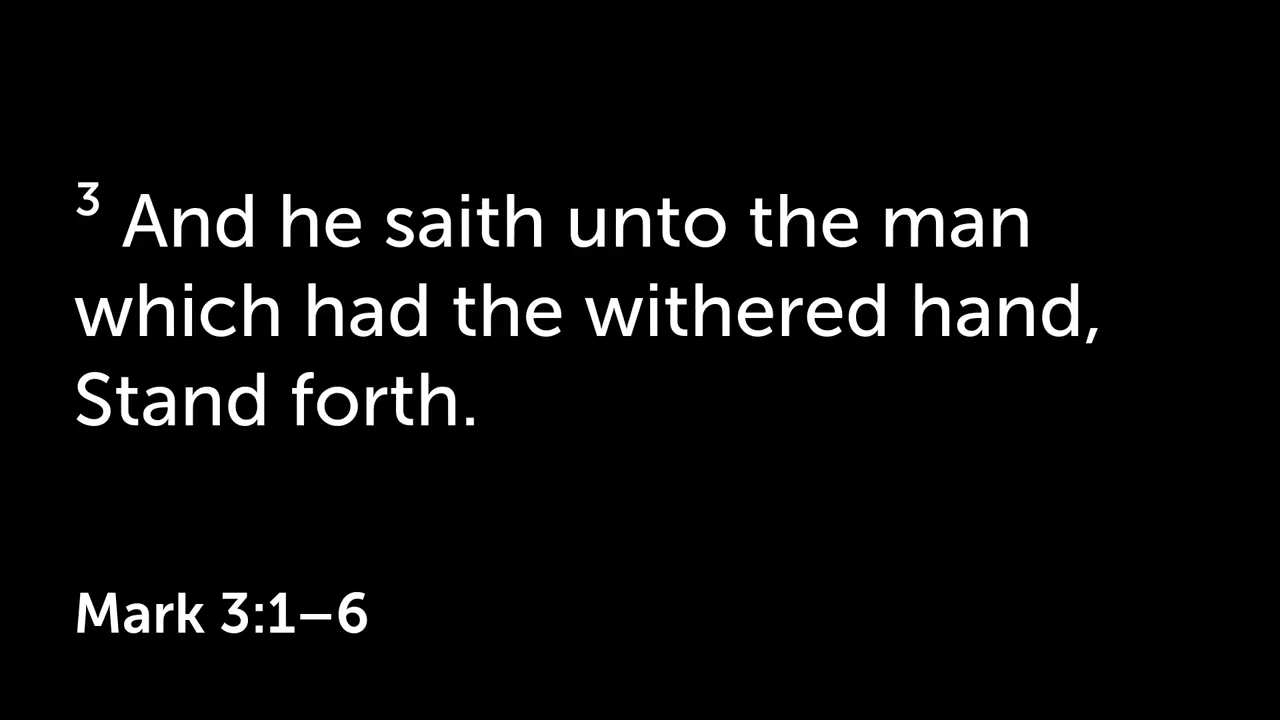 ³ And he saith unto the man
which had the withered hand,
Stand forth.
Mark 3:1–6